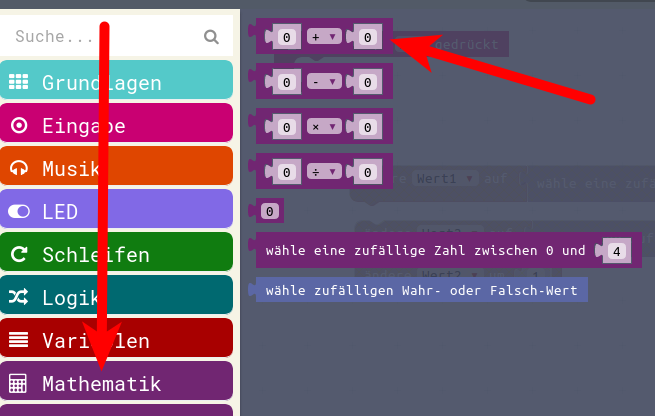 Suche...
Grundlagen
Eingabe
Musik
LED
Schleifen
Logik
Variablen
Mathematik
0 + 0
gedrückt
0 - 0
0 × 0
0 ÷ 0
Wert1 auf
wähle eine zufä
0
wähle eine zufällige Zahl zwischen 0 und 4
wähle zufälligen Wahr- oder Falsch-Wert